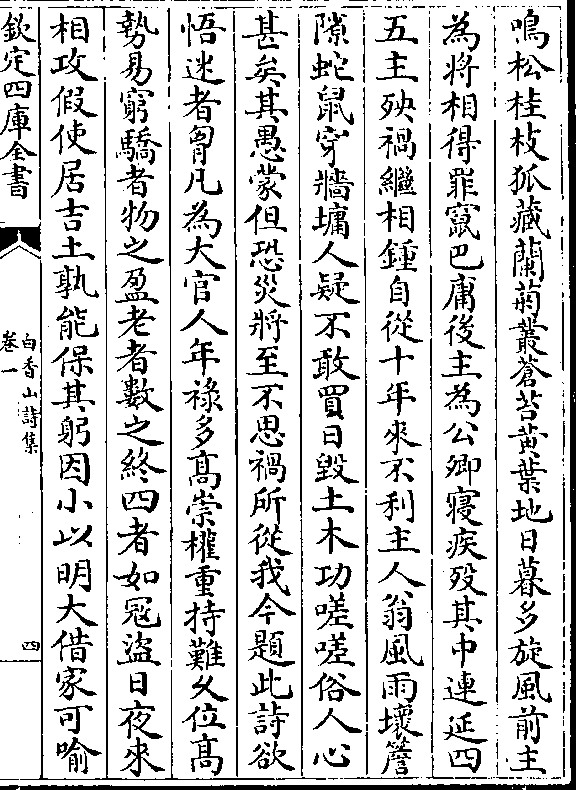 鳴松桂枝狐藏蘭菊叢蒼苔黄葉地日暮多旋風前主
為將相得罪竄巴庸後主為公卿寢疾殁其中連延四
五主殃禍繼相鍾自從十年來不利主人翁風雨壞簷
隙蛇鼠穿牆墉人疑不敢買日毀土木功嗟嗟俗人心
甚矣其愚蒙但恐災將至不思禍所從我今題此詩欲
悟迷者胷凡為大官人年禄多髙崇權重持難乆位髙
勢易窮驕者物之盈老者數之終四者如冦盜日夜來
相攻假使居吉土孰能保其躬因小以明大借家可喻
欽定四庫全書
白香山詩集
卷一
四